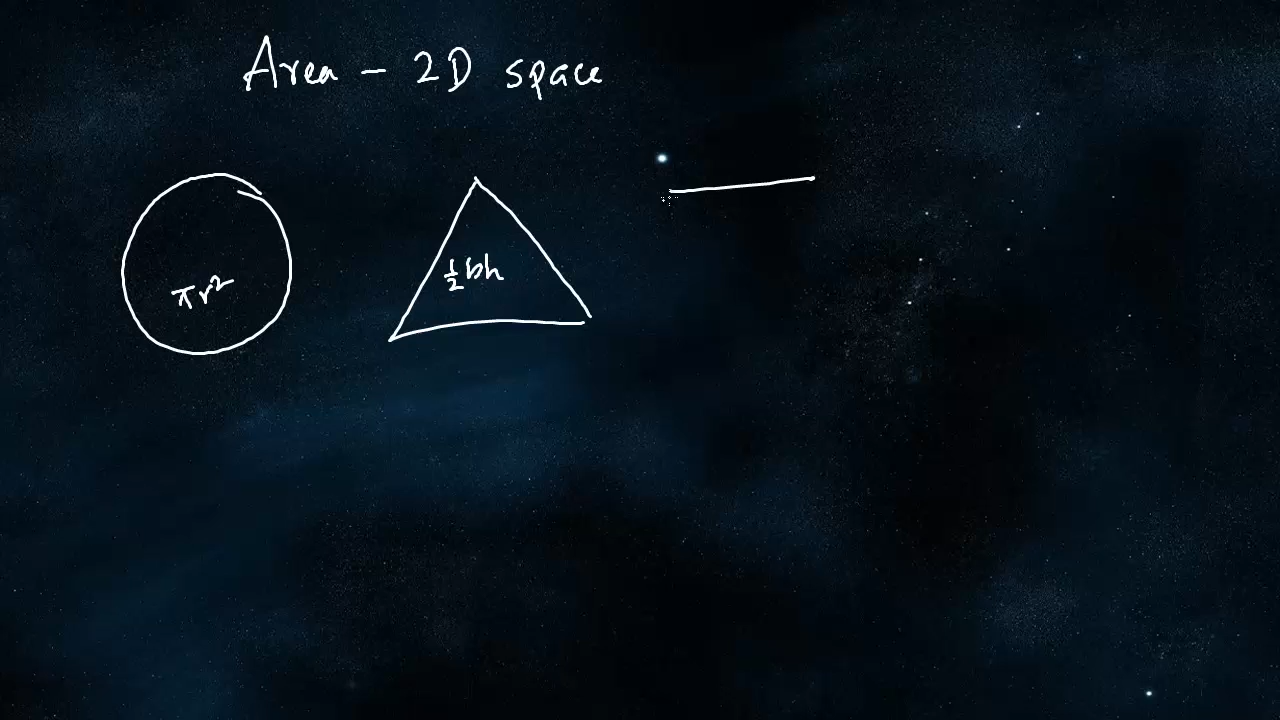 Area - 2D space
πr²
½bh